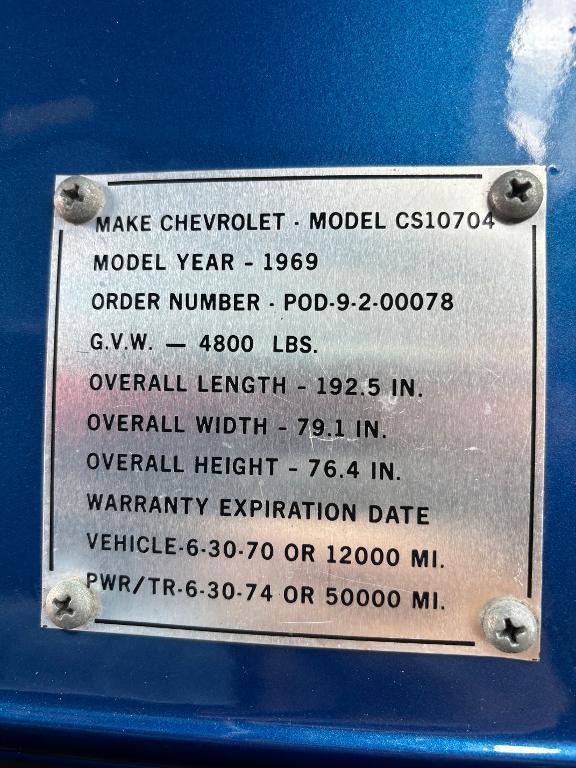 MAKE CHEVROLET · MODEL CS10704
MODEL YEAR - 1969
ORDER NUMBER - POD-9-2-00078
G.V.W. — 4800 LBS.
OVERALL LENGTH - 192.5 IN.
OVERALL WIDTH - 79.1 IN.
OVERALL HEIGHT - 76.4 IN.
WARRANTY EXPIRATION DATE
VEHICLE-6-30-70 OR 12000 MI.
PWR/TR-6-30-74 OR 50000 MI.